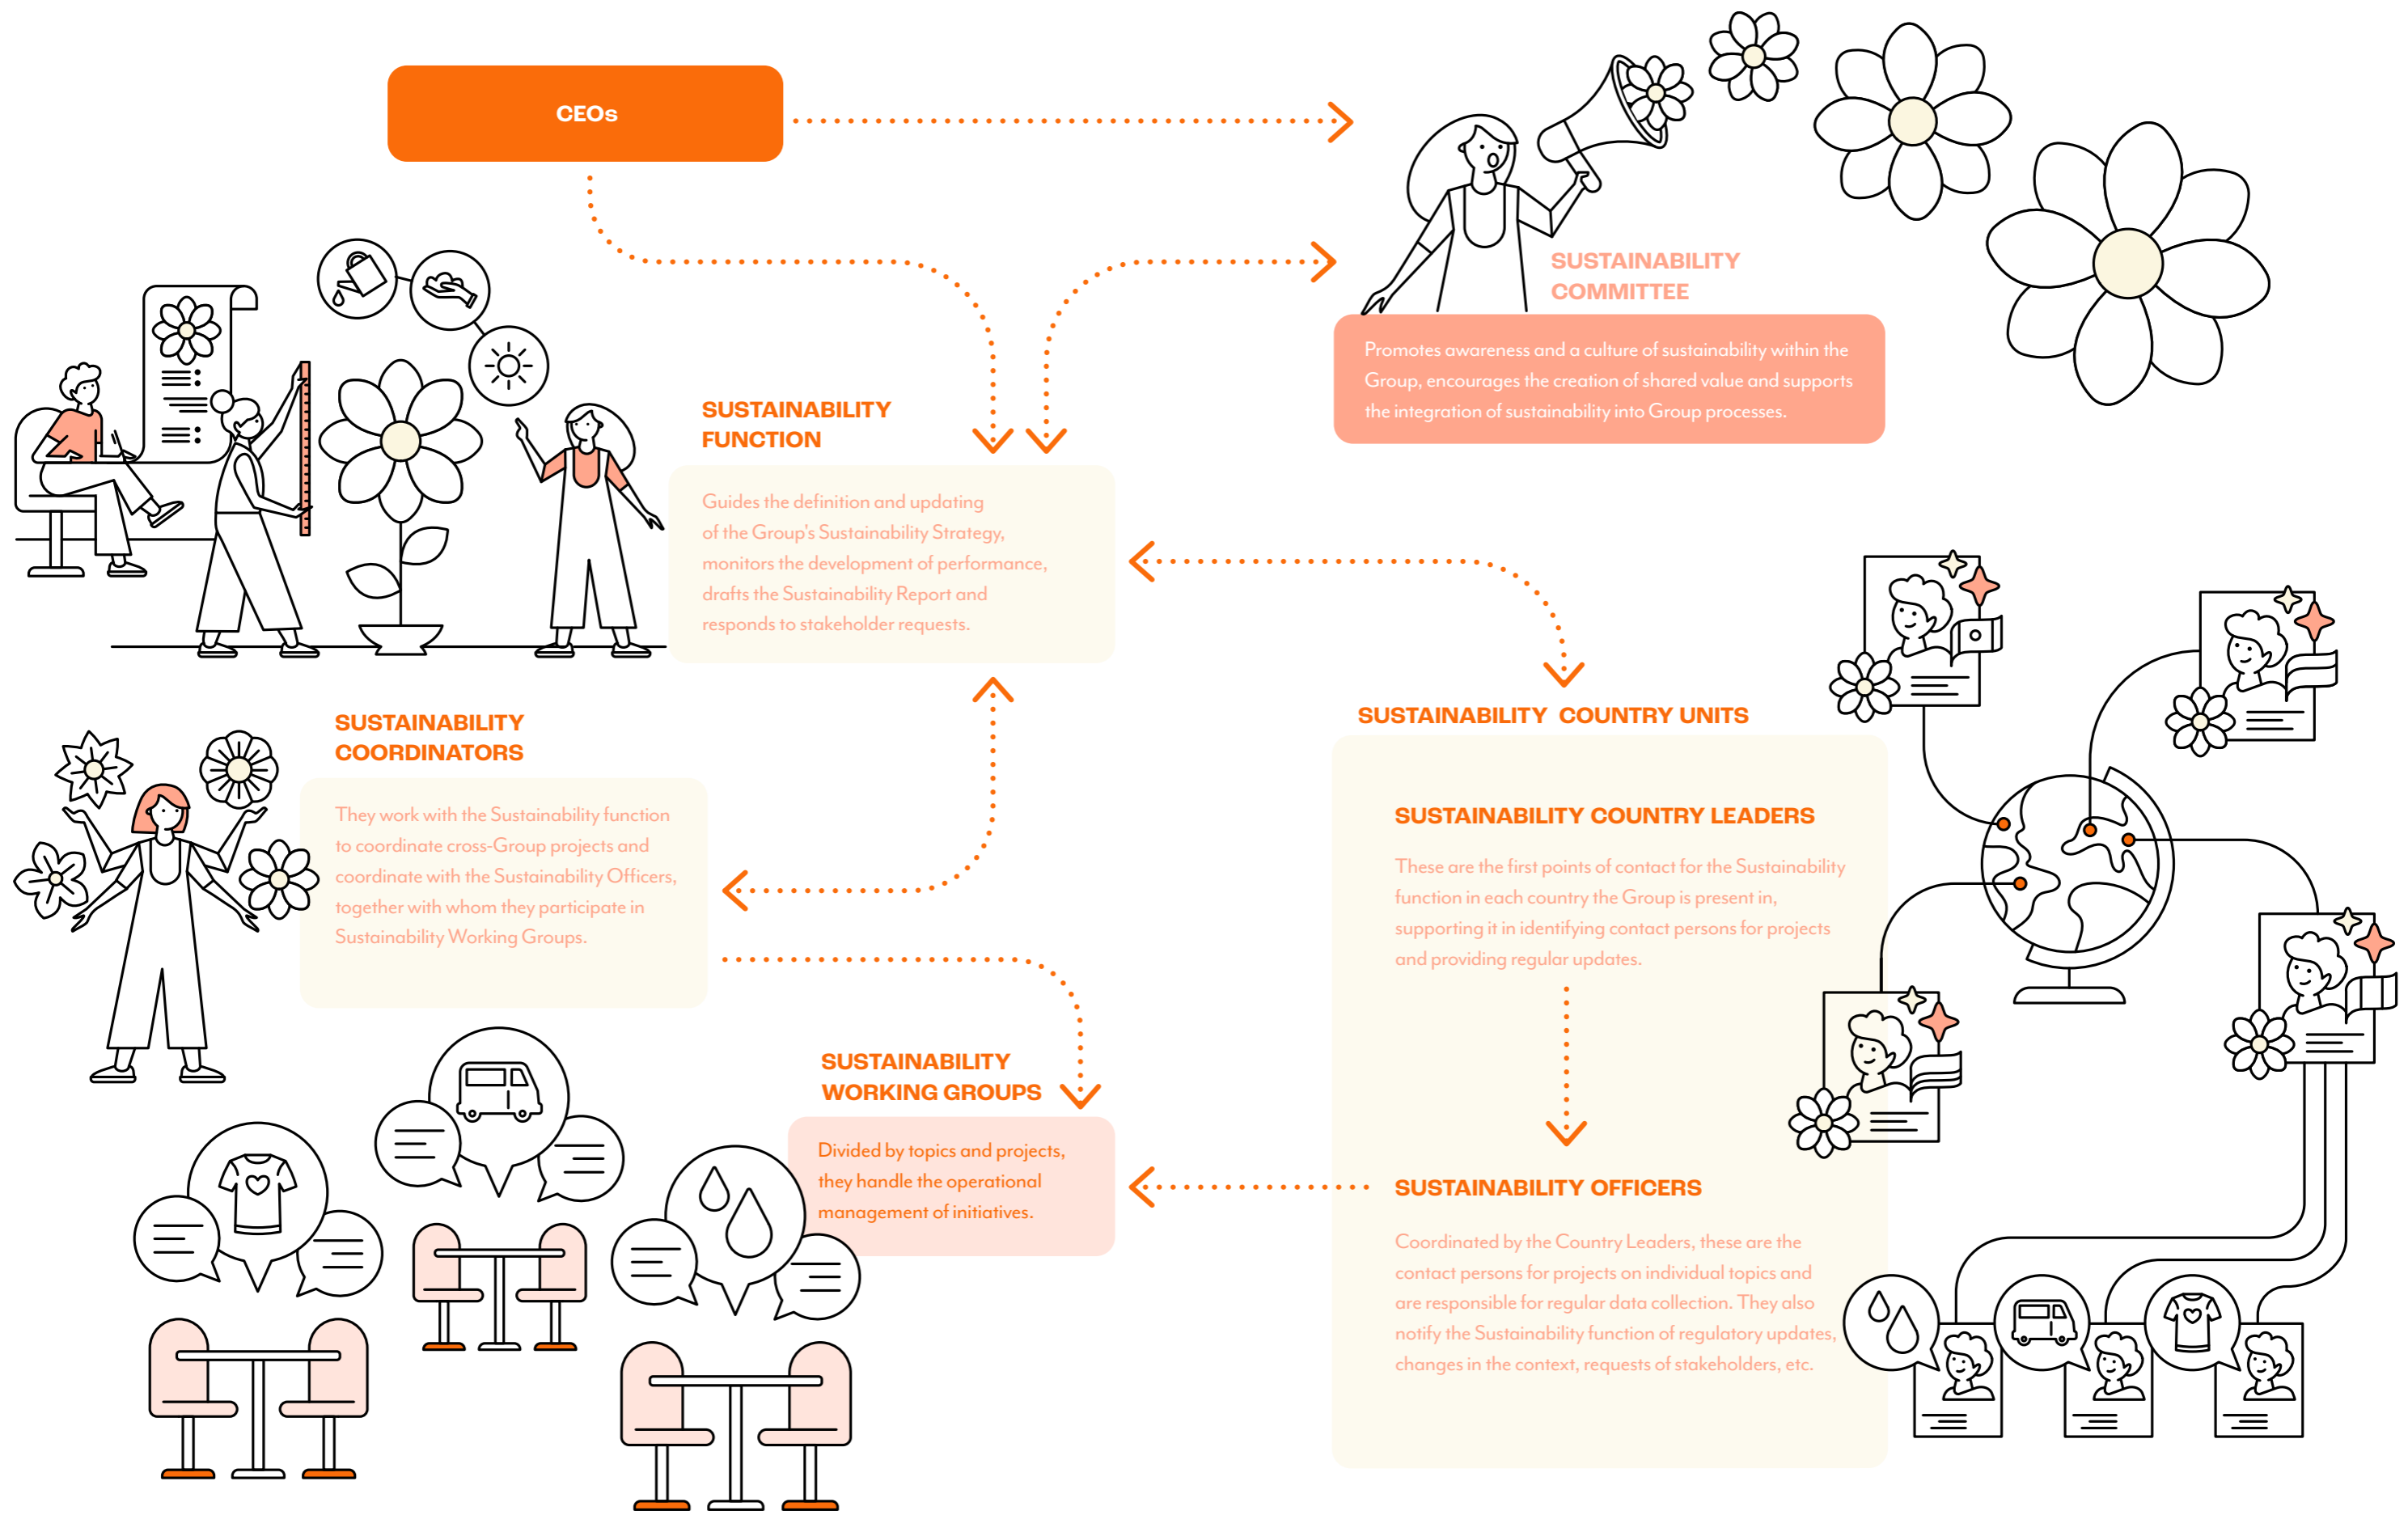 CEOs
SUSTAINABILITY
COMMITTEE
Promotes awareness and a culture of sustainability within the
Group, encourages the creation of shared value and supports
the integration of sustainability into Group processes.
SUSTAINABILITY
FUNCTION
Guides the definition and updating
of the Group's Sustainability Strategy,
monitors the development of performance,
drafts the Sustainability Report and
responds to stakeholder requests.
SUSTAINABILITY
COORDINATORS
They work with the Sustainability function
to coordinate cross-Group projects and
coordinate with the Sustainability Officers,
together with whom they participate in
Sustainability Working Groups.
SUSTAINABILITY COUNTRY UNITS
SUSTAINABILITY COUNTRY LEADERS
These are the first points of contact for the Sustainability
function in each country the Group is present in,
supporting it in identifying contact persons for projects
and providing regular updates.
SUSTAINABILITY
WORKING GROUPS
Divided by topics and projects,
they handle the operational
management of initiatives.
SUSTAINABILITY OFFICERS
Coordinated by the Country Leaders, these are the
contact persons for projects on individual topics and
are responsible for regular data collection. They also
notify the Sustainability function of regulatory updates,
changes in the context, requests of stakeholders, etc.